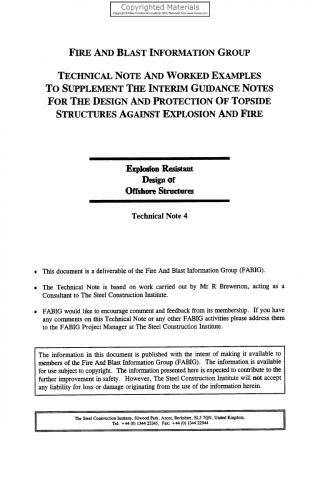 Copyrighted Materials
FIRE AND BLAST INFORMATION GROUP
TECHNICAL NOTE AND WORKED EXAMPLES
TO SUPPLEMENT THE INTERIM GUIDANCE NOTES
FOR THE DESIGN AND PROTECTION OF TOPSIDE
STRUCTURES AGAINST EXPLOSION AND FIRE
Explosion Resistant
Design of
Offshore Structures
Technical Note 4
• This document is a deliverable of the Fire And Blast Information Group (FABIG).
• The Technical Note is based on work carried out by Mr R Brewerton, acting as a
Consultant to The Steel Construction Institute.
• FABIG would like to encourage comment and feedback from its membership. If you have
any comments on this Technical Note or any other FABIG activities please address them
to the FABIG Project Manager at The Steel Construction Institute.
The information in this document is published with the intent of making it available to
members of the Fire And Blast Information Group (FABIG). The information is available
for use subject to copyright. The information presented here is expected to contribute to the
further improvement in safety. However, The Steel Construction Institute will not accept
any liability for loss or damage originating from the use of the information herein.
The Steel Construction Institute, Silwood Park, Ascot, Berkshire, SL5 7QN, United Kingdom.
Tel: +44 (0) 1344 23345, Fax: +44 (0) 1344 22944